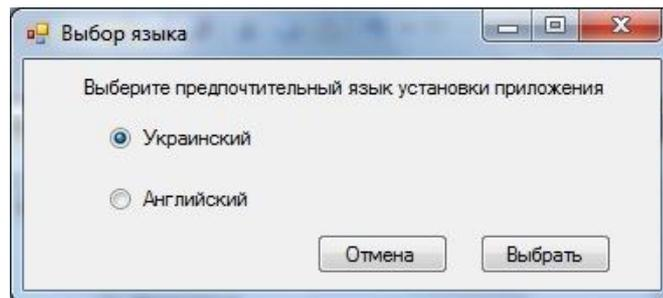 Выбор языка
Выберите предпочтительный язык установки приложения
Украинский
Английский
Отмена Выбрать